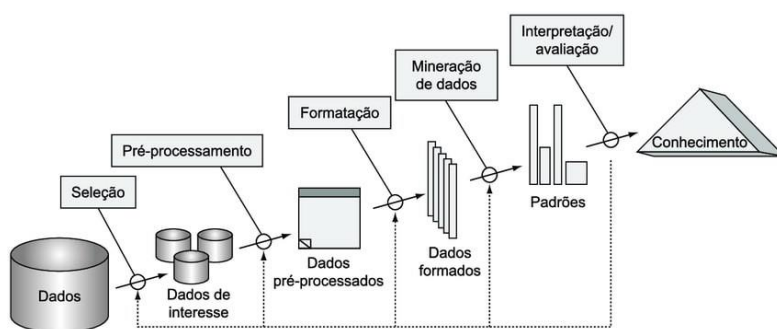 Interpretação/
avaliação
Mineração
de dados
Formatação
Pré-processamento
Seleção
Conhecimento
Padrões
Dados
formados
Dados
pré-processados
Dados de
interesse
Dados